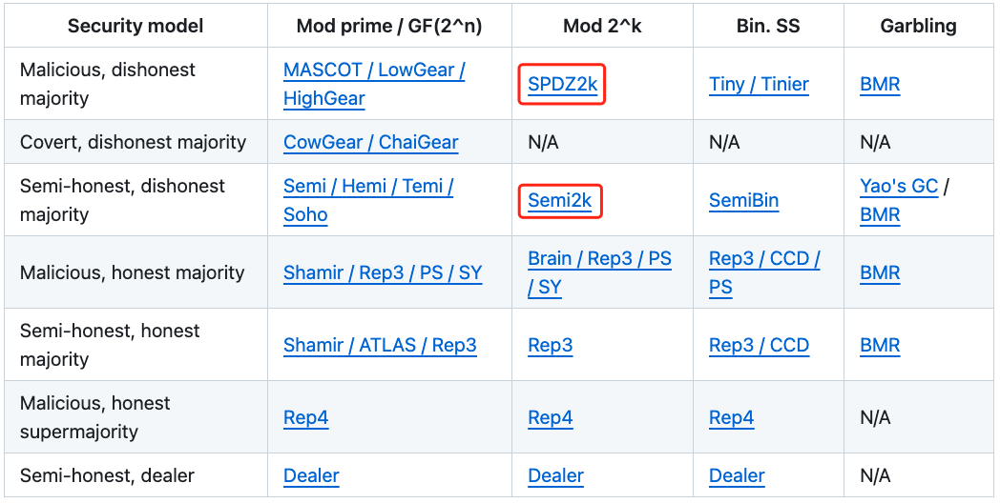 Security model Mod prime / GF(2^n) Mod 2^k Bin. SS Garbling
Malicious, dishonest majority MASCOT / LowGear / HighGear SPDZ2k Tiny / Tinier BMR
Covert, dishonest majority CowGear / ChaiGear N/A N/A N/A
Semi-honest, dishonest majority Semi / Hemi / Temi / Soho Semi2k SemiBin Yao's GC / BMR
Malicious, honest majority Shamir / Rep3 / PS / SY Brain / Rep3 / PS / SY Rep3 / CCD / PS BMR
Semi-honest, honest majority Shamir / ATLAS / Rep3 Rep3 Rep3 / CCD BMR
Malicious, honest supermajority Rep4 Rep4 Rep4 N/A
Semi-honest, dealer Dealer Dealer Dealer N/A